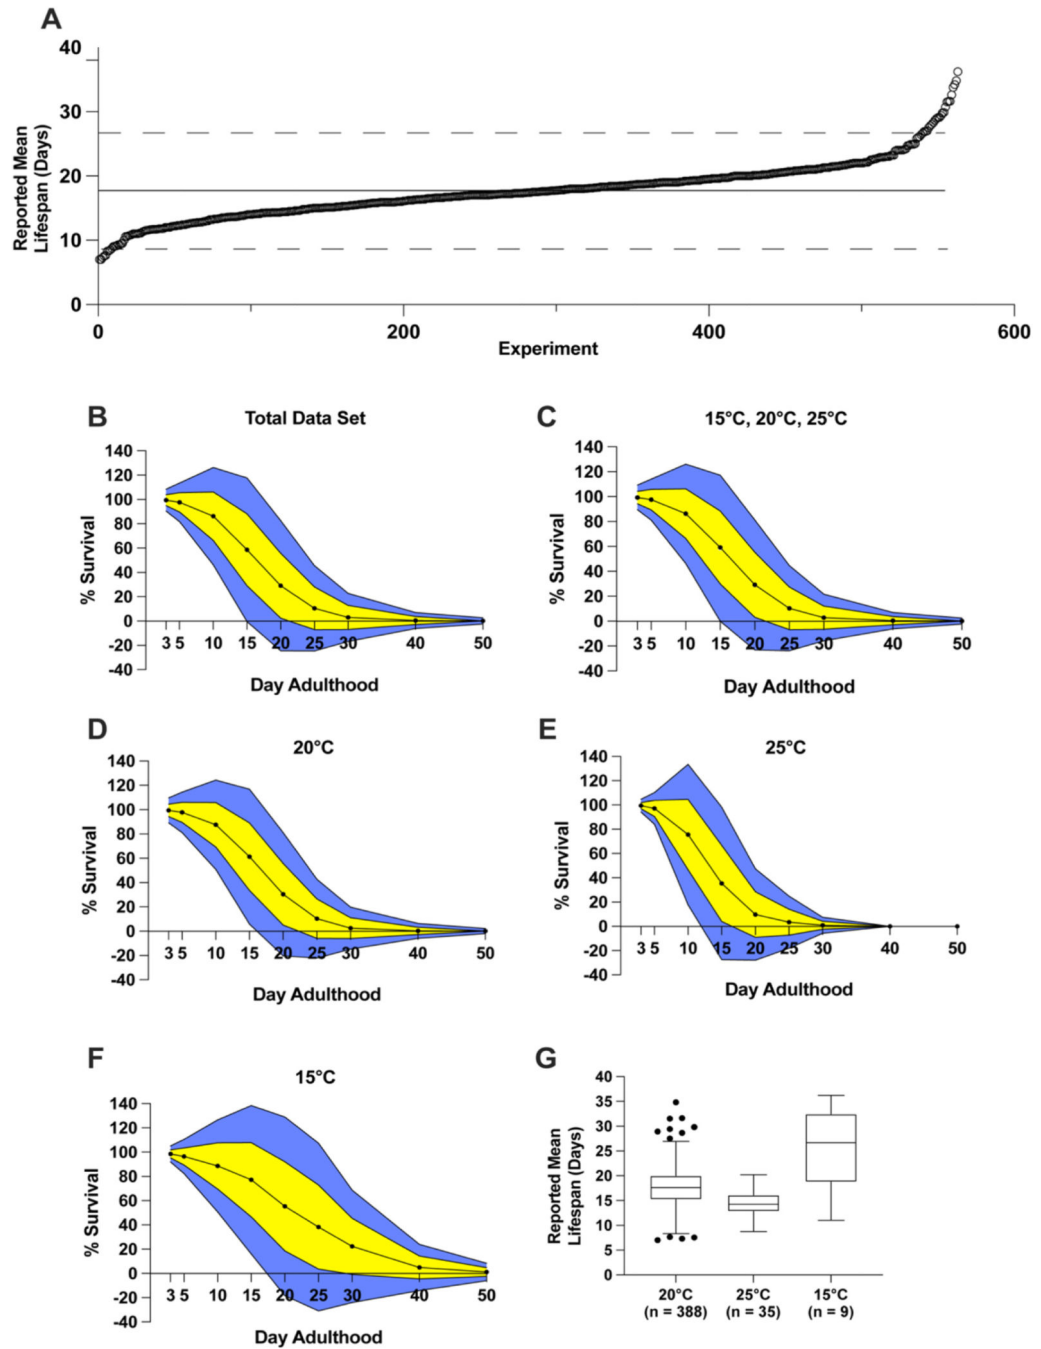 A
40
30
20
10
0
Reported Mean
Lifespan (Days)
0
200
400
600
Experiment
B
Total Data Set
140
120
100
80
60
40
20
0
-20
-40
% Survival
3 5 10 15 20 25 30 40 50
Day Adulthood
C
15°C, 20°C, 25°C
140
120
100
80
60
40
20
0
-20
-40
% Survival
3 5 10 15 20 25 30 40 50
Day Adulthood
D
20°C
140
120
100
80
60
40
20
0
-20
-40
% Survival
3 5 10 15 20 25 30 40 50
Day Adulthood
E
25°C
140
120
100
80
60
40
20
0
-20
-40
% Survival
3 5 10 15 20 25 30 40 50
Day Adulthood
F
15°C
140
120
100
80
60
40
20
0
-20
-40
% Survival
3 5 10 15 20 25 30 40 50
Day Adulthood
G
40
35
30
25
20
15
10
5
0
Reported Mean
Lifespan (Days)
20°C 25°C 15°C
(n = 388) (n = 35) (n = 9)